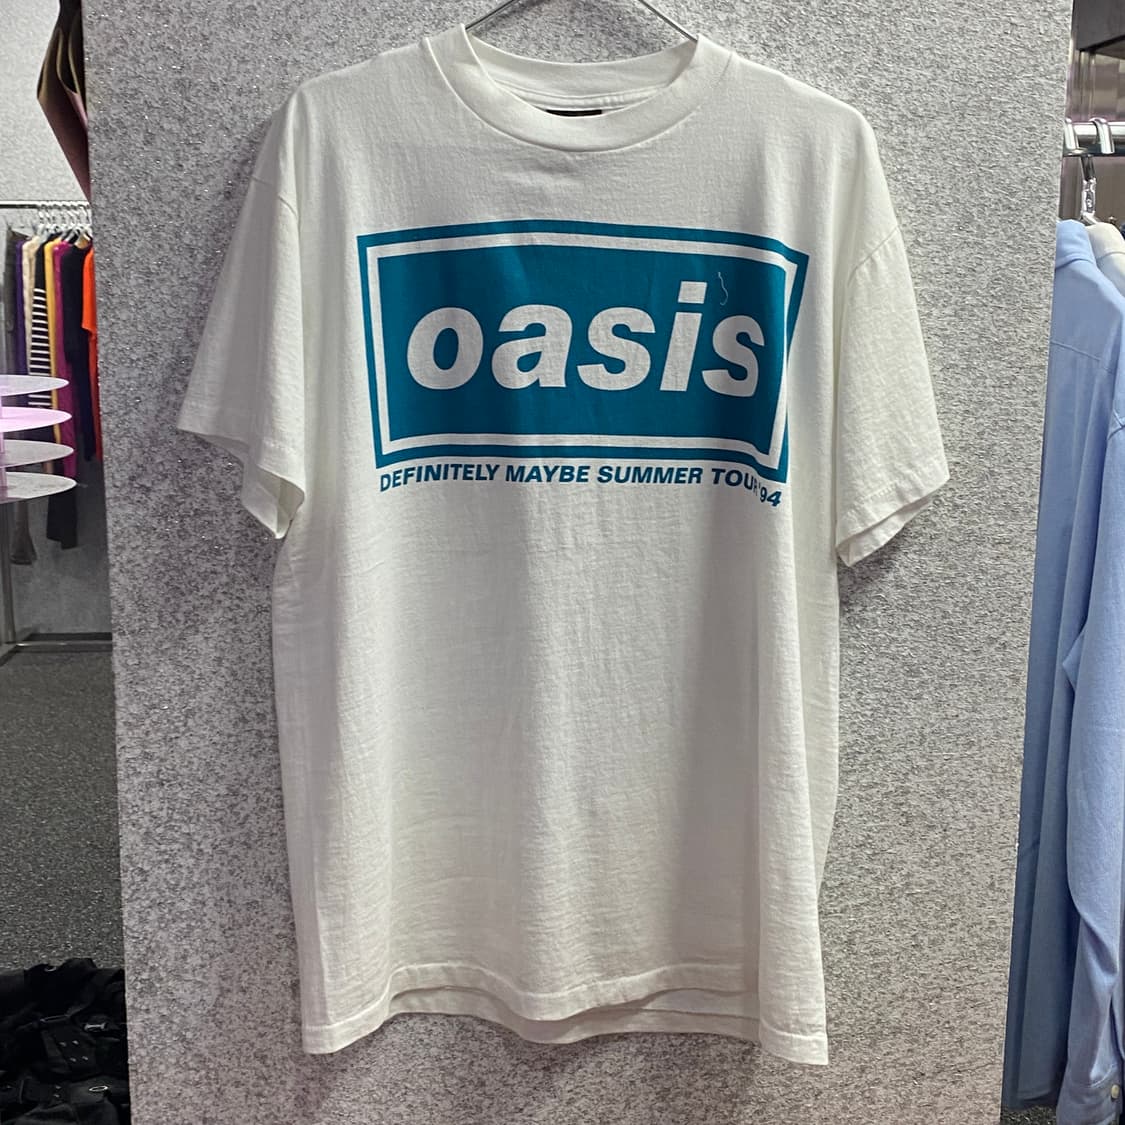 oasis
DEFINITELY MAYBE SUMMER TOUR '94